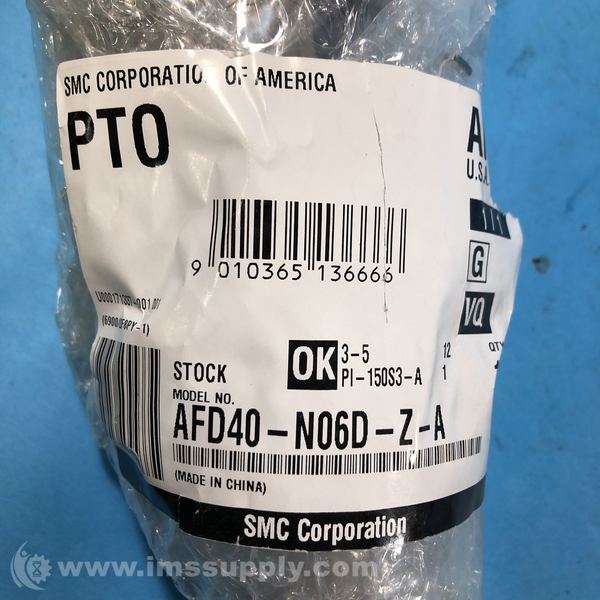 SMC CORPORATION OF AMERICA
PTO
U.S.A
9 010365 136666
G
VQ
STOCK
OK
3-5
12
QTY
PI-150S3-A
1
MODEL NO.
AFD40-N06D-Z-A
(MADE IN CHINA)
SMC Corporation
www.imssupply.com